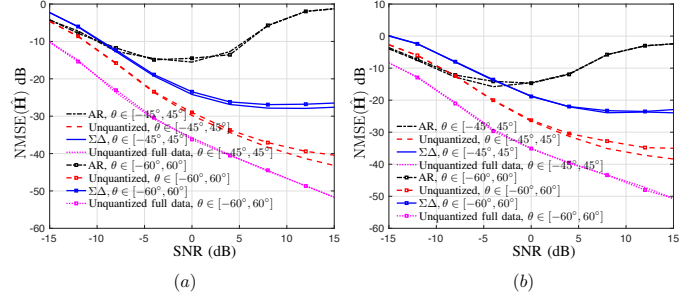 (a)
0
-10
-20
-30
-40
-50
-60
NMSE(Ĥ) dB
AR, θ ∈ [−45°, 45°]
Unquantized, θ ∈ [−45°, 45°]
ΣΔ, θ ∈ [−45°, 45°]
Unquantized full data, θ ∈ [−45°, 45°]
AR, θ ∈ [−60°, 60°]
Unquantized, θ ∈ [−60°, 60°]
ΣΔ, θ ∈ [−60°, 60°]
Unquantized full data, θ ∈ [−60°, 60°]
-15 -10 -5 0 5 10 15
SNR (dB)
(a)
(b)
10
0
-10
-20
-30
-40
-50
-60
NMSE(Ĥ) dB
AR, θ ∈ [−45°, 45°]
Unquantized, θ ∈ [−45°, 45°]
ΣΔ, θ ∈ [−45°, 45°]
Unquantized full data, θ ∈ [−45°, 45°]
AR, θ ∈ [−60°, 60°]
Unquantized, θ ∈ [−60°, 60°]
ΣΔ, θ ∈ [−60°, 60°]
Unquantized full data, θ ∈ [−60°, 60°]
-15 -10 -5 0 5 10 15
SNR (dB)
(b)